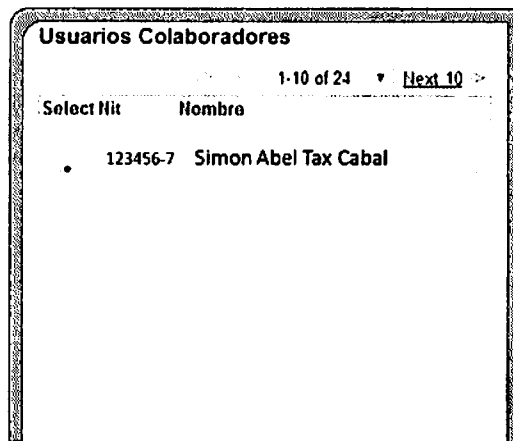 Usuarios Colaboradores
1-10 of 24 Next 10
Select Nit Nombre
123456-7 Simon Abel Tax Cabal